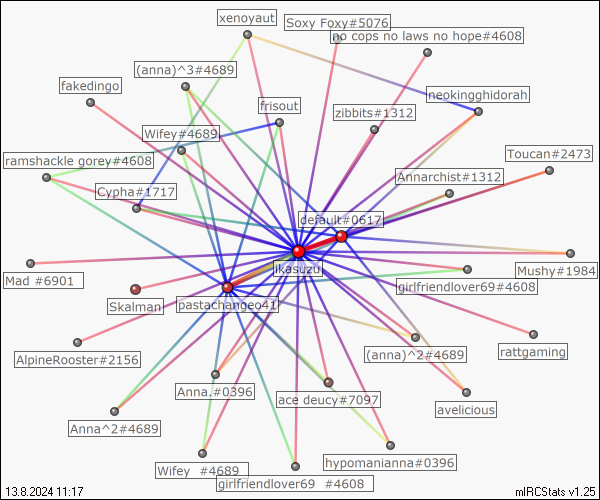 xenoyaut
Soxy Foxy#5076
no cops no laws no hope#4608
(anna)^3#4689
fakedingo
frisout
neokingghidorah
zibbits#1312
Wifey#4689
ramshackle gorey#4608
Toucan#2473
Cypha#1717
Annarchist#1312
default#0617
ikasuzu
Mad #6901
Mushy#1984
girlfriendlover69#4608
Skalman
pastachangeo41
AlpineRooster#2156
(anna)^2#4689
rattgaming
Anna.#0396
ace deucy#7097
avelicious
Anna^2#4689
Wifey #4689
hypomanianna#0396
girlfriendlover69 #4608
13.8.2024 11:17
mIRCStats v1.25